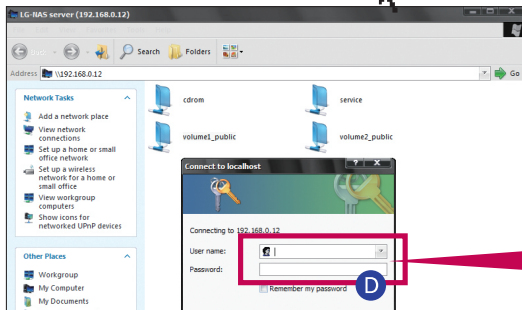 LG-NAS server (192.168.0.12)
Search Folders
Address \\192.168.0.12 Go
Network Tasks
Add a network place
View network
connections
Set up a home or small
office network
Set up a wireless
network for a home or
small office
View workgroup
computers
Show icons for
networked UPnP devices
Other Places
Workgroup
My Computer
My Documents
cdrom
service
volume1_public
volume2_public
Connect to localhost
Connecting to 192.168.0.12
User name:
Password:
Remember my password
D